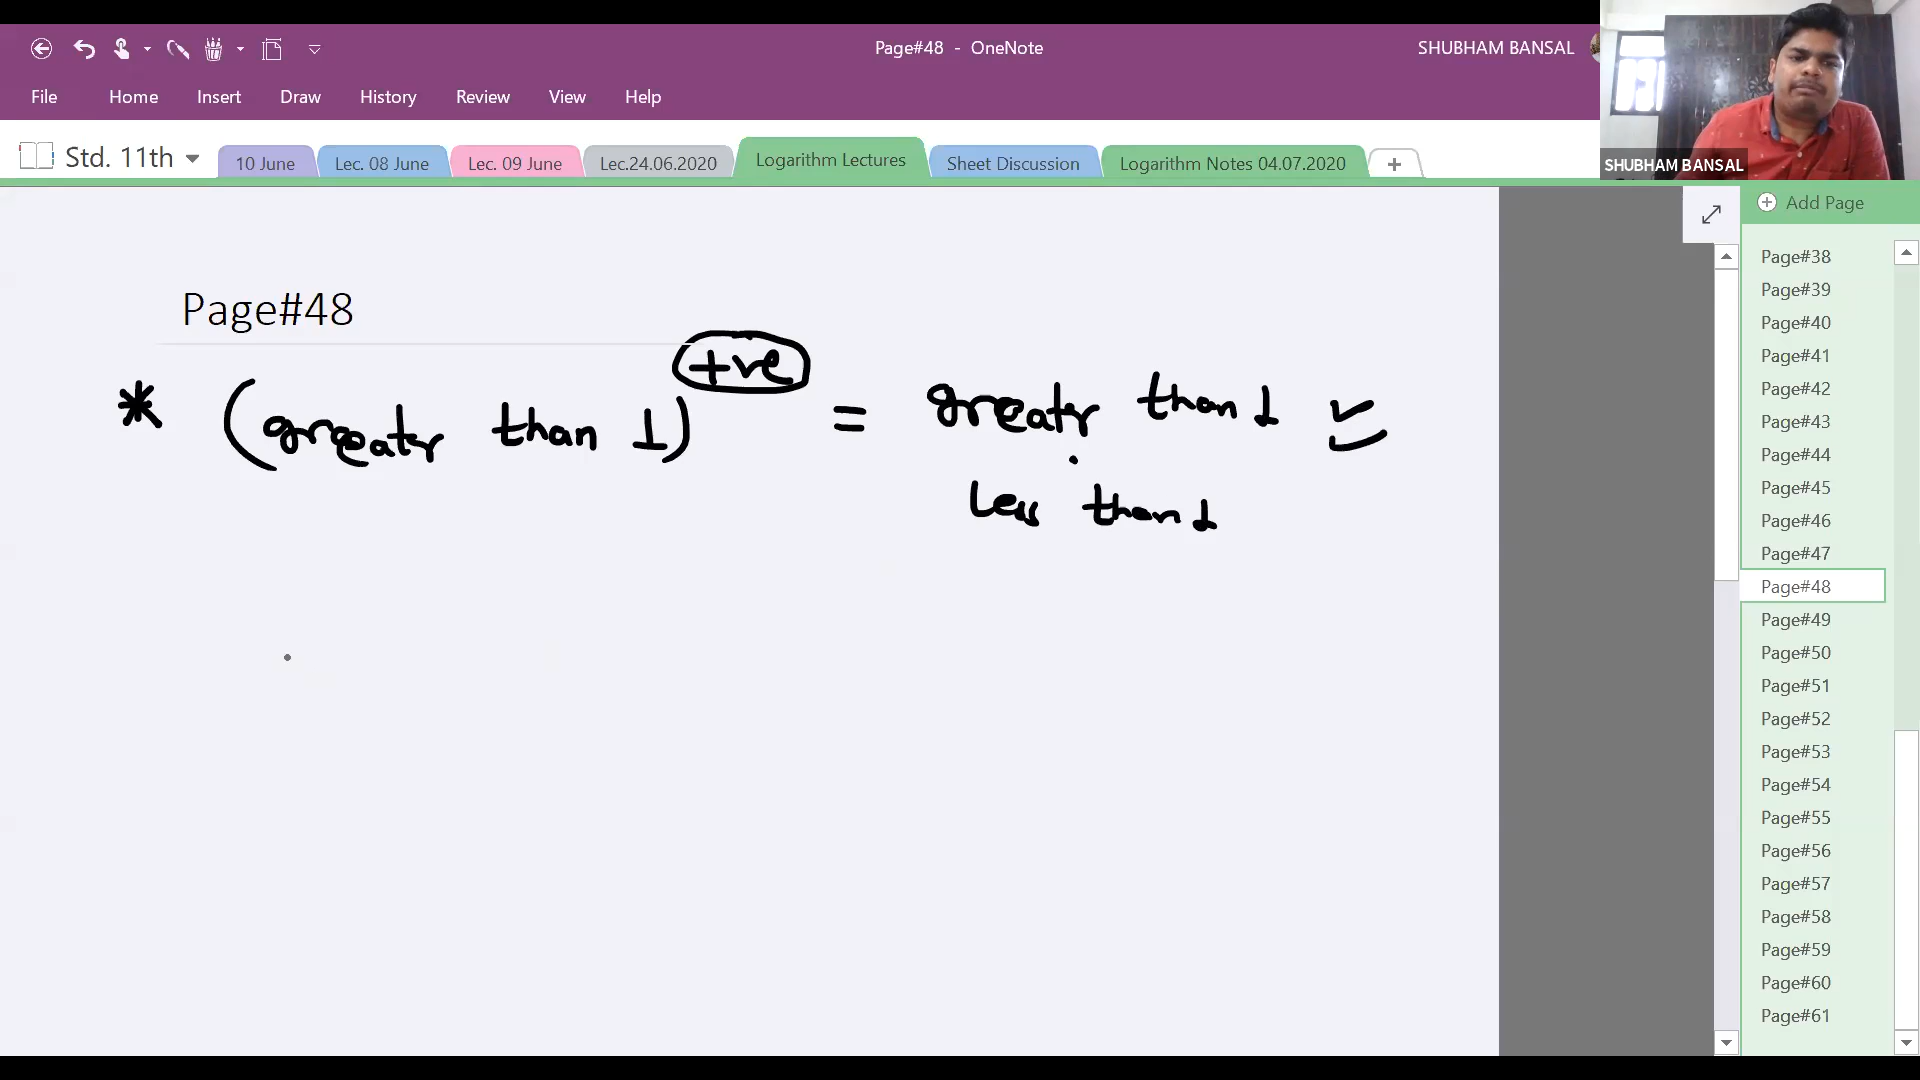 Page#48 - OneNote
SHUBHAM BANSAL
File Home Insert Draw History Review View Help
SHUBHAM BANSAL
Std. 11th
10 June
Lec. 08 June
Lec. 09 June
Lec.24.06.2020
Logarithm Lectures
Sheet Discussion
Logarithm Notes 04.07.2020
+
Add Page
Page#48
* (greater than 1)^+ve = greater than 1 ✓
Less than 1
Page#38
Page#39
Page#40
Page#41
Page#42
Page#43
Page#44
Page#45
Page#46
Page#47
Page#48
Page#49
Page#50
Page#51
Page#52
Page#53
Page#54
Page#55
Page#56
Page#57
Page#58
Page#59
Page#60
Page#61